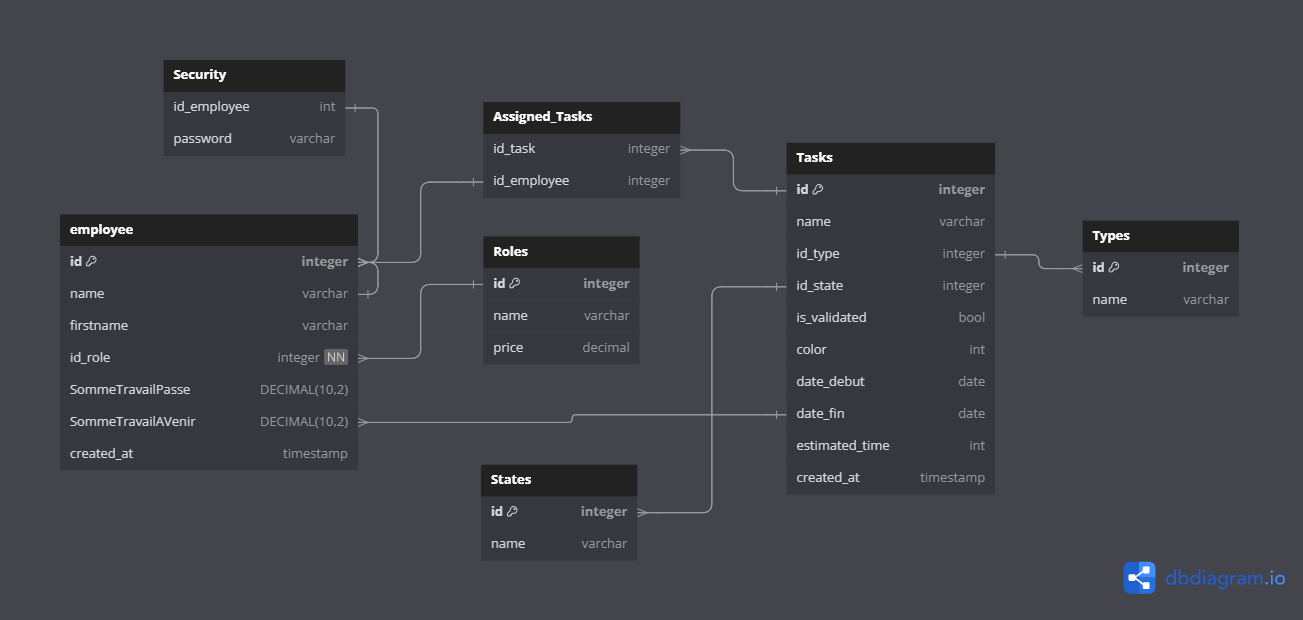 Security
id_employee int
password varchar
employee
id integer
name varchar
firstname varchar
id_role integer NN
SommeTravailPasse DECIMAL(10,2)
SommeTravailAVenir DECIMAL(10,2)
created_at timestamp
Assigned_Tasks
id_task integer
id_employee integer
Roles
id integer
name varchar
price decimal
States
id integer
name varchar
Tasks
id integer
name varchar
id_type integer
id_state integer
is_validated bool
color int
date_debut date
date_fin date
estimated_time int
created_at timestamp
Types
id integer
name varchar
dbdiagram.io